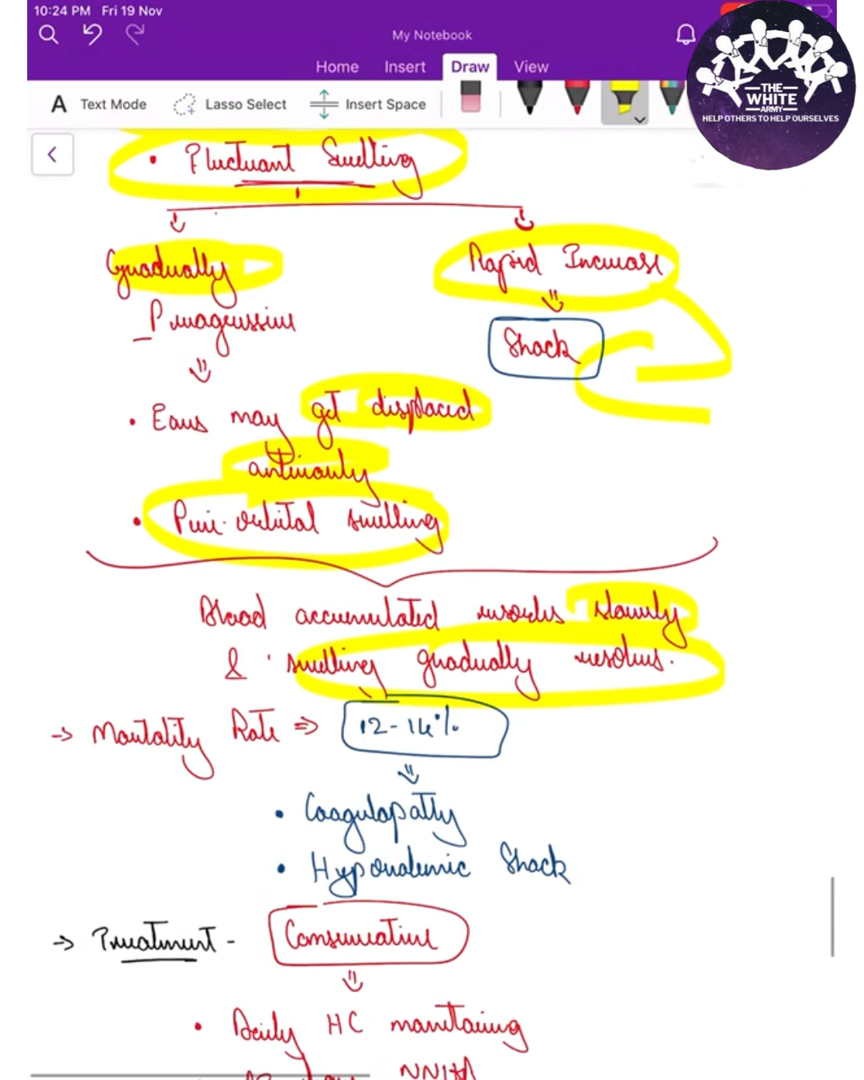 10:24 PM Fri 19 Nov
My Notebook
Home Insert Draw View
A Text Mode Lasso Select Insert Space
THE
WHITE
ARMY
HELP OTHERS TO HELP OURSELVES
• Fluctuant Swelling
Gradually Rapid Increase
Progressive Shock
• Ears may get displaced
anteriorly
• Peri-orbital swelling
Blood accumulated resorbs slowly
& swelling gradually resolves.
→ Mortality Rate ⇒ 12-14%
• Coagulopathy
• Hypovolemic Shock
→ Treatment - Conservative
• Daily HC monitoring